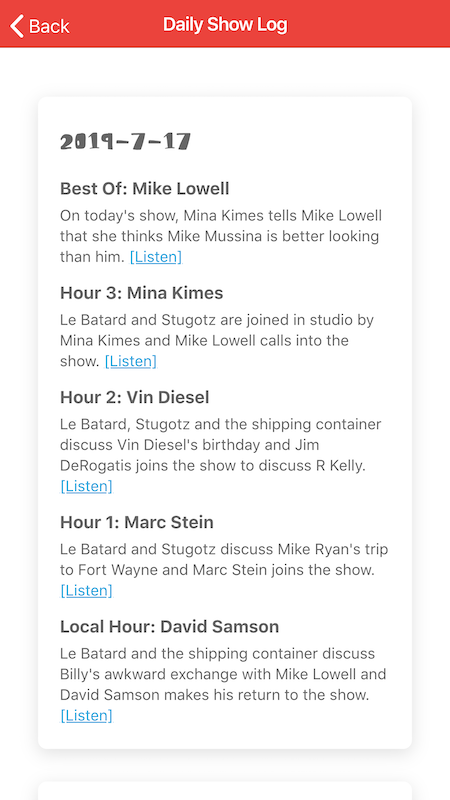 Back
Daily Show Log
2019-7-17
Best Of: Mike Lowell
On today's show, Mina Kimes tells Mike Lowell
that she thinks Mike Mussina is better looking
than him. [Listen]
Hour 3: Mina Kimes
Le Batard and Stugotz are joined in studio by
Mina Kimes and Mike Lowell calls into the
show. [Listen]
Hour 2: Vin Diesel
Le Batard, Stugotz and the shipping container
discuss Vin Diesel's birthday and Jim
DeRogatis joins the show to discuss R Kelly.
[Listen]
Hour 1: Marc Stein
Le Batard and Stugotz discuss Mike Ryan's trip
to Fort Wayne and Marc Stein joins the show.
[Listen]
Local Hour: David Samson
Le Batard and the shipping container discuss
Billy's awkward exchange with Mike Lowell and
David Samson makes his return to the show.
[Listen]